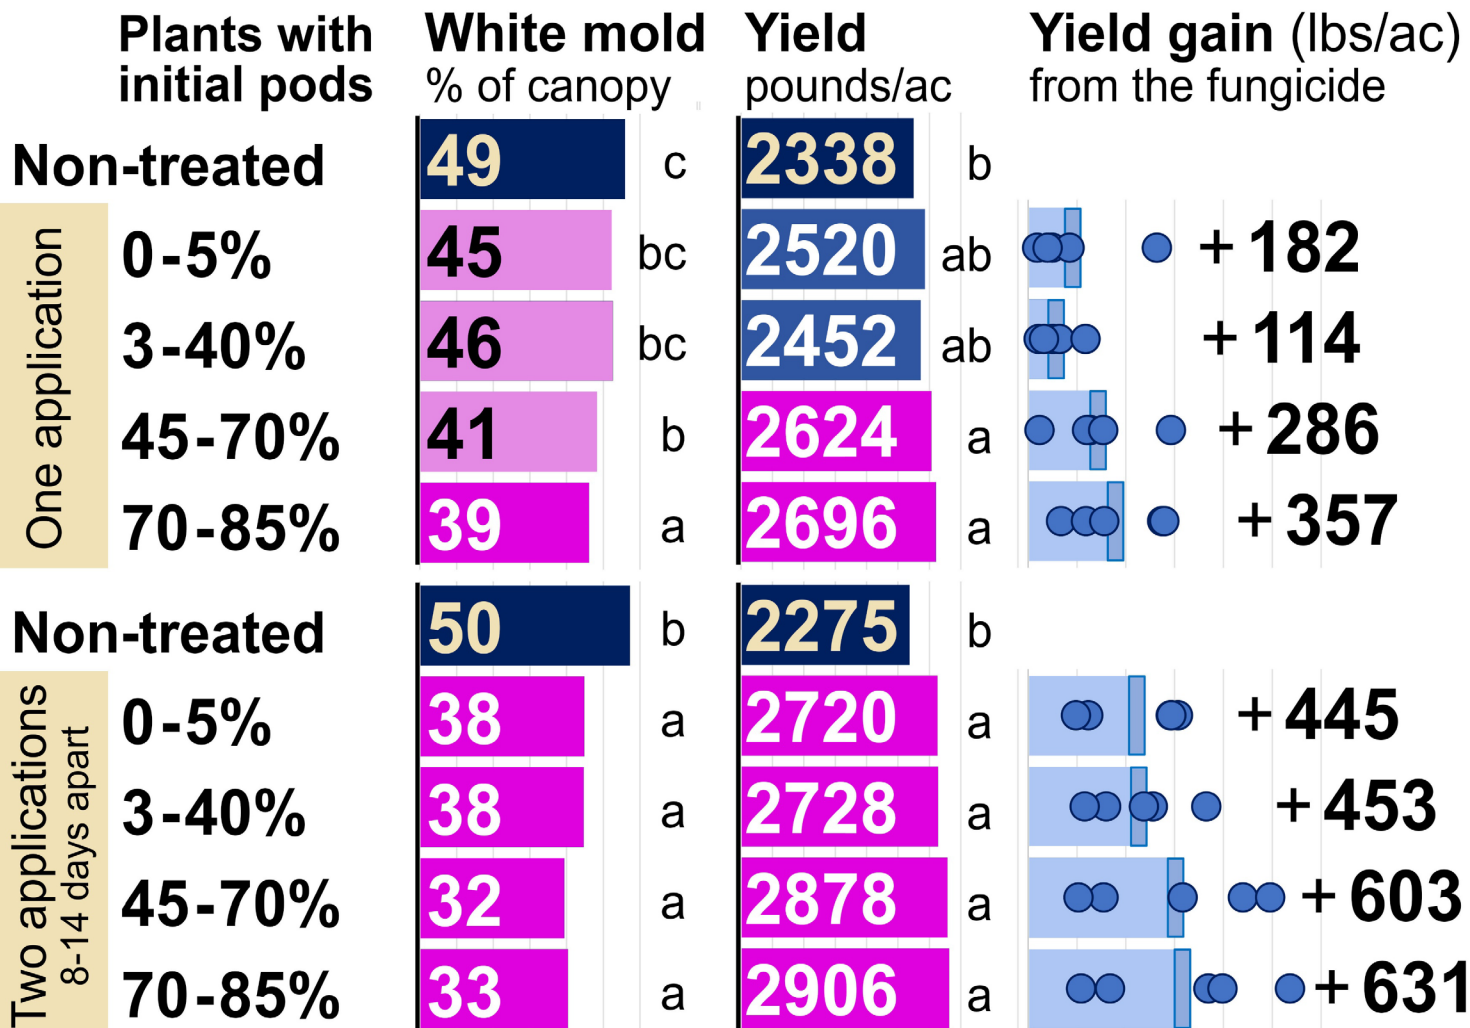 Plants with initial pods
White mold
% of canopy
Yield
pounds/ac
Yield gain (lbs/ac)
from the fungicide
Non-treated 49 c 2338 b
One application
0-5% 45 bc 2520 ab +182
3-40% 46 bc 2452 ab +114
45-70% 41 b 2624 a +286
70-85% 39 a 2696 a +357
Non-treated 50 b 2275 b
Two applications
8-14 days apart
0-5% 38 a 2720 a +445
3-40% 38 a 2728 a +453
45-70% 32 a 2878 a +603
70-85% 33 a 2906 a +631